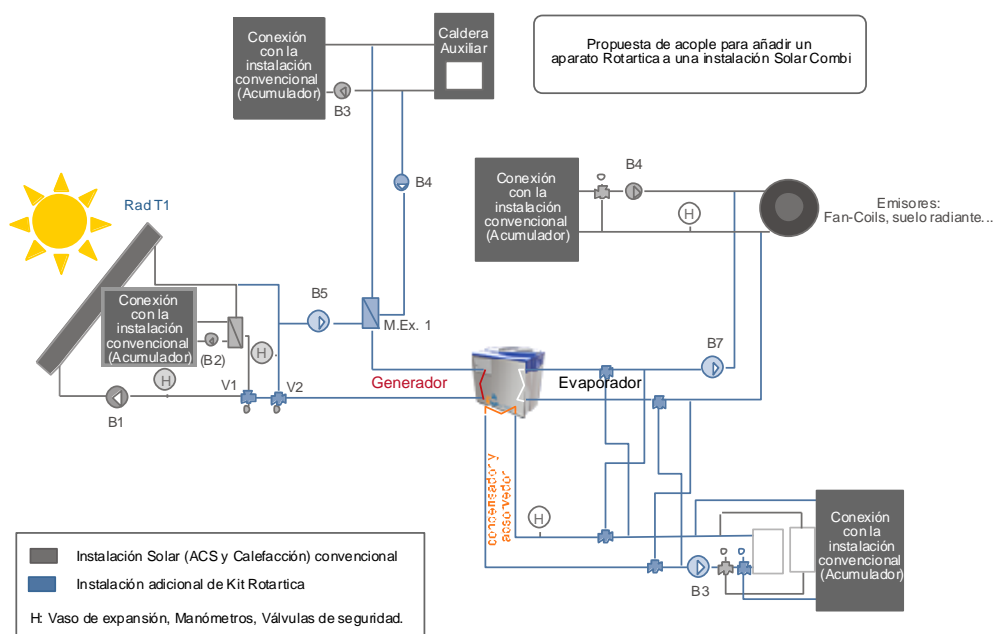 Conexión
con la
instalación
convencional
(Acumulador)
Caldera
Auxiliar
Propuesta de acople para añadir un
aparato Rotartica a una instalación Solar Combi
B3
B4
Conexión
con la
instalación
convencional
(Acumulador)
B4
H
Emisores:
Fan-Coils, suelo radiante...
Rad T1
Conexión
con la
instalación
convencional
(Acumulador)
(B2)
H
H
B5
M.Ex. 1
B7
V1
V2
B1
Generador
Evaporador
condensador y
absorvedor
H
B3
Conexión
con la
instalación
convencional
(Acumulador)
Instalación Solar (ACS y Calefacción) convencional
Instalación adicional de Kit Rotartica
H: Vaso de expansión, Manómetros, Válvulas de seguridad.